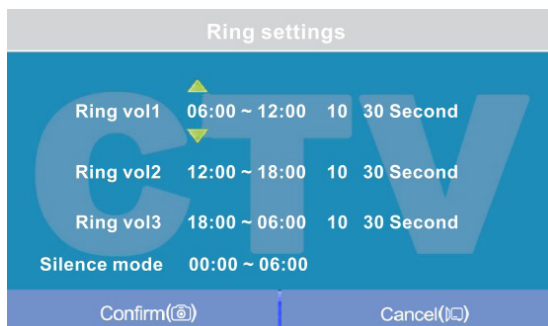 Ring settings
Ring vol1 06:00 ~ 12:00 10 30 Second
Ring vol2 12:00 ~ 18:00 10 30 Second
Ring vol3 18:00 ~ 06:00 10 30 Second
Silence mode 00:00 ~ 06:00
Confirm() Cancel()
CTV